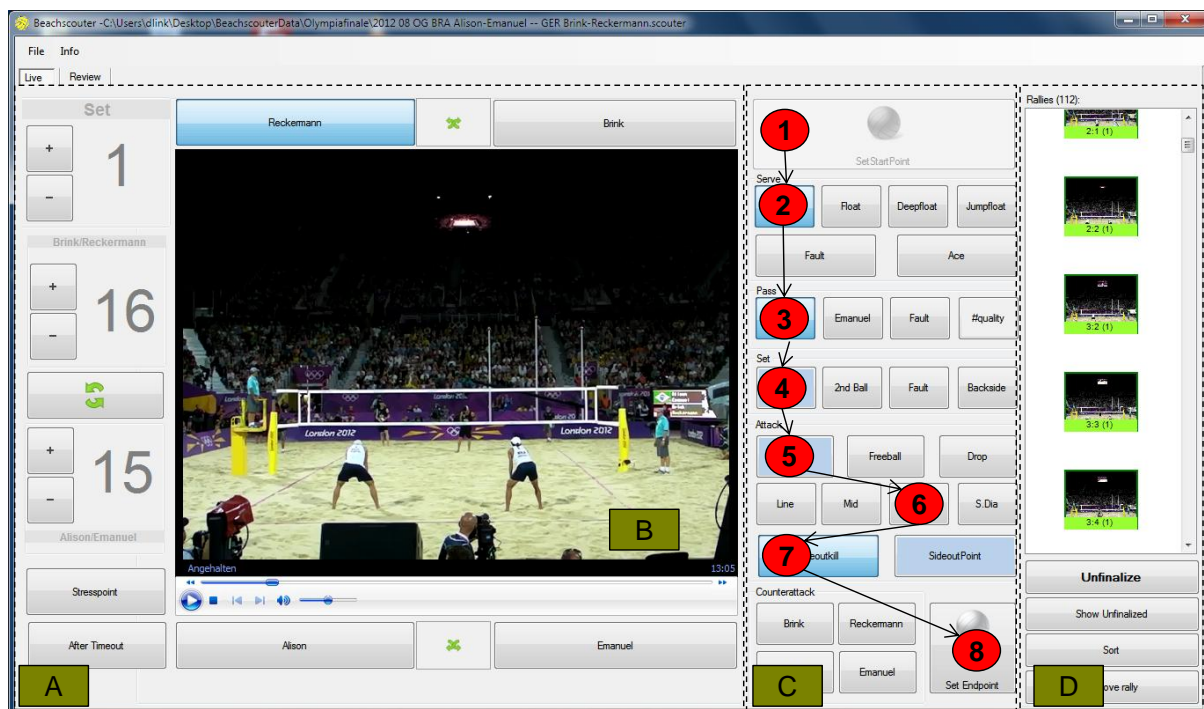 Beachscouter -C:\Users\dlink\Desktop\BeachscouterData\Olympiafinale\2012 08 OG BRA Alison-Emanuel -- GER Brink-Reckermann.scouter
File Info
Live Review
Set
+
1
−
Brink/Reckermann
+
16
−
+
15
−
Alison/Emanuel
Stresspoint
After Timeout
A
Reckermann
Brink
London 2012
London 2012
B
Angehalten 13:05
Alison
Emanuel
1
SetStartPoint
Serve
2 Float Deepfloat Jumpfloat
Fault Ace
Pass
3 Emanuel Fault #quality
Set
4 2nd Ball Fault Backside
Attack
5 Freeball Drop
Line Mid 6 S.Dia
7 outkill SideoutPoint
Counterattack
Brink Reckermann
Emanuel
8
Set Endpoint
C
Rallies (112):
2:1 (1)
2:2 (1)
3:2 (1)
3:3 (1)
3:4 (1)
Unfinalize
Show Unfinalized
Sort
ove rally
D